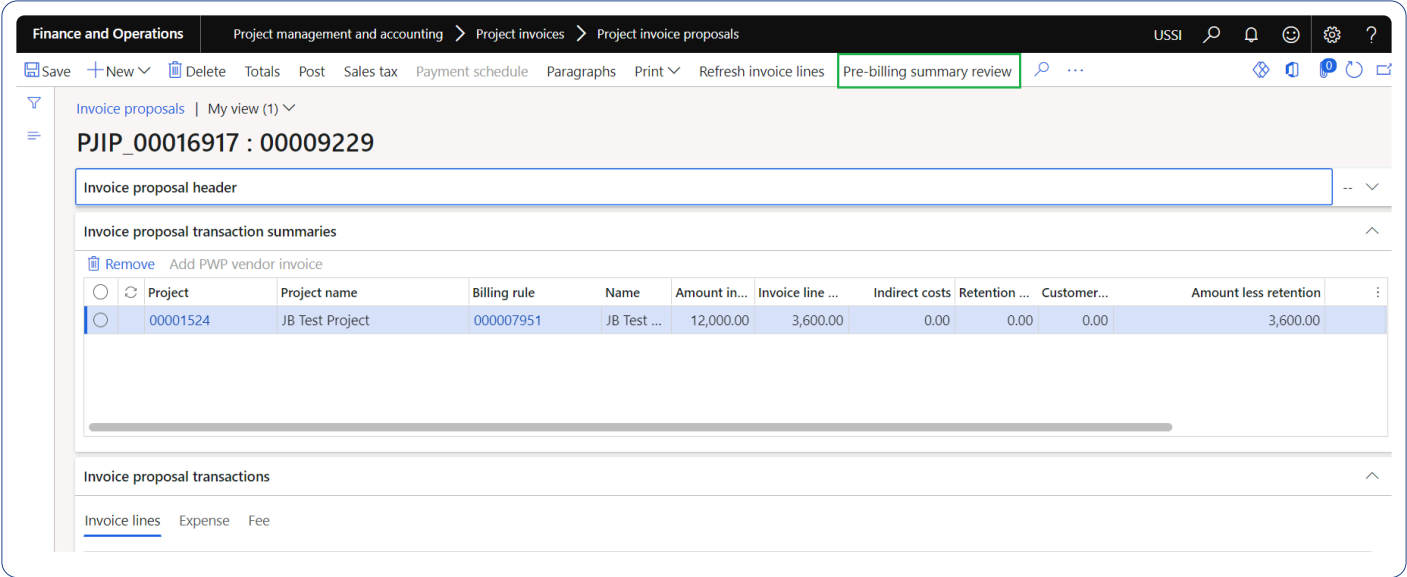 Finance and Operations Project management and accounting Project invoices Project invoice proposals USSI
Save New Delete Totals Post Sales tax Payment schedule Paragraphs Print Refresh invoice lines Pre-billing summary review ... 0
Invoice proposals | My view (1)
PJIP_00016917 : 00009229
Invoice proposal header --
Invoice proposal transaction summaries
Remove Add PWP vendor invoice
Project Project name Billing rule Name Amount in... Invoice line ... Indirect costs Retention ... Customer... Amount less retention
00001524 JB Test Project 000007951 JB Test ... 12,000.00 3,600.00 0.00 0.00 0.00 3,600.00
Invoice proposal transactions
Invoice lines Expense Fee